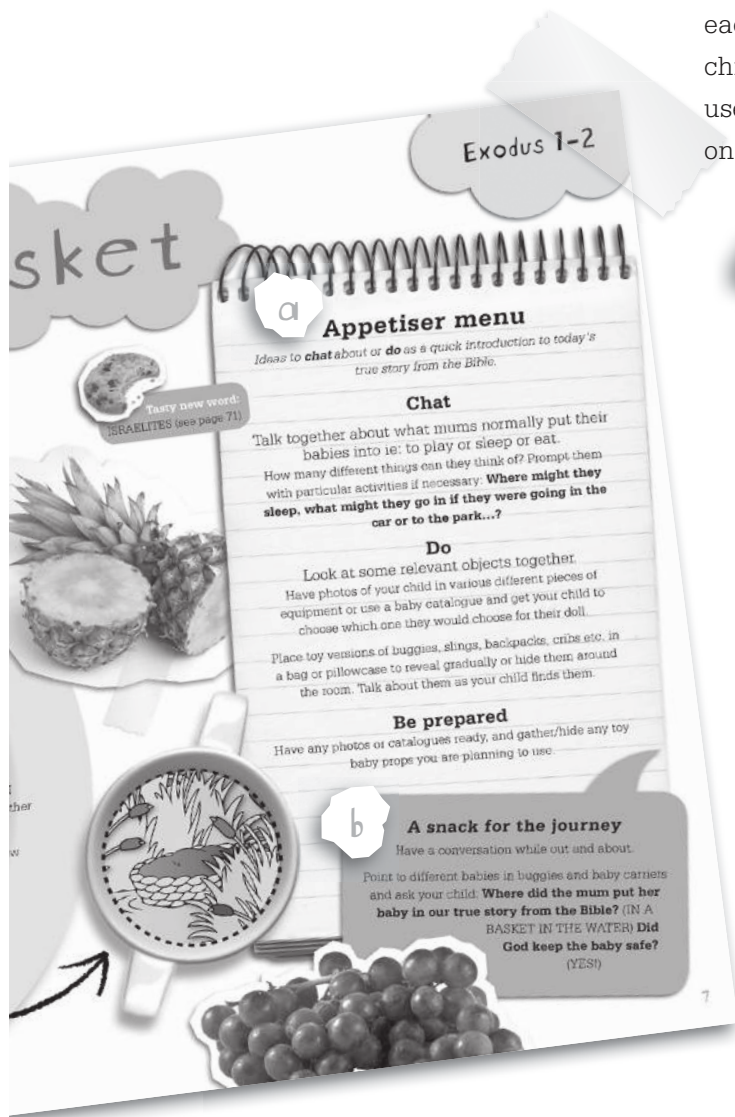 Exodus 1-2
sket
a
Appetiser menu
Ideas to chat about or do as a quick introduction to today's
true story from the Bible.
Tasty new word:
ISRAELITES (see page 71)
Chat
Talk together about what mums normally put their
babies into ie: to play or sleep or eat.
How many different things can they think of? Prompt them
with particular activities if necessary: Where might they
sleep, what might they go in if they were going in the
car or to the park...?
Do
Look at some relevant objects together.
Have photos of your child in various different pieces of
equipment or use a baby catalogue and get your child to
choose which one they would choose for their doll.
Place toy versions of buggies, slings, backpacks, cribs etc. in
a bag or pillowcase to reveal gradually or hide them around
the room. Talk about them as your child finds them.
Be prepared
Have any photos or catalogues ready, and gather/hide any toy
baby props you are planning to use.
b
A snack for the journey
Have a conversation while out and about.
Point to different babies in buggies and baby carriers
and ask your child: Where did the mum put her
baby in our true story from the Bible? (IN A
BASKET IN THE WATER) Did
God keep the baby safe?
(YES!)
7